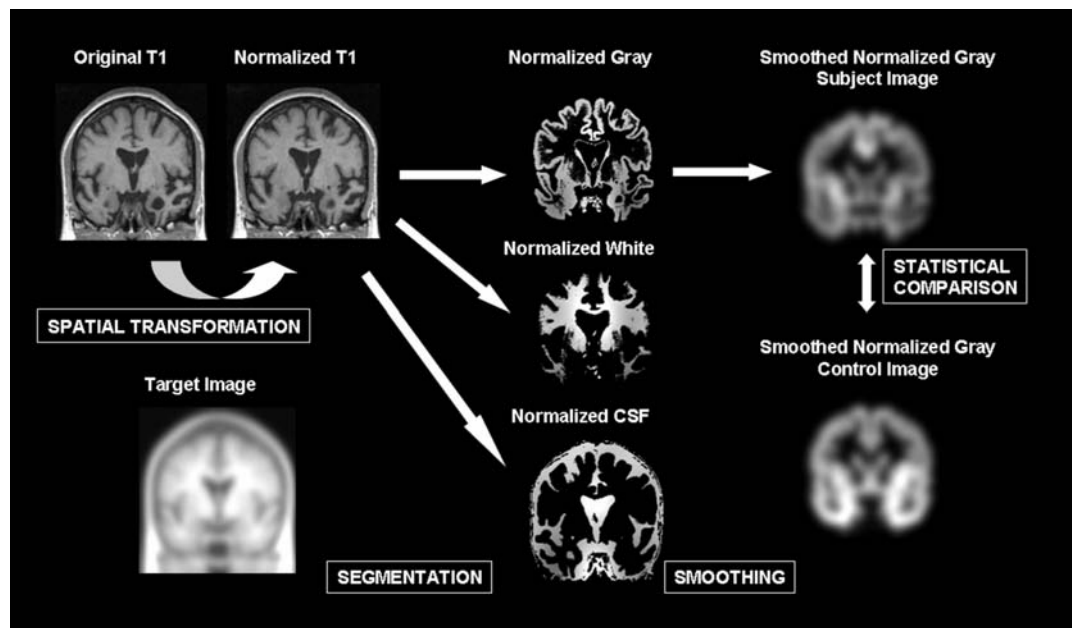 Original T1
Normalized T1
Normalized Gray
Smoothed Normalized Gray
Subject Image
Normalized White
STATISTICAL
COMPARISON
SPATIAL TRANSFORMATION
Smoothed Normalized Gray
Control Image
Target Image
Normalized CSF
SEGMENTATION
SMOOTHING